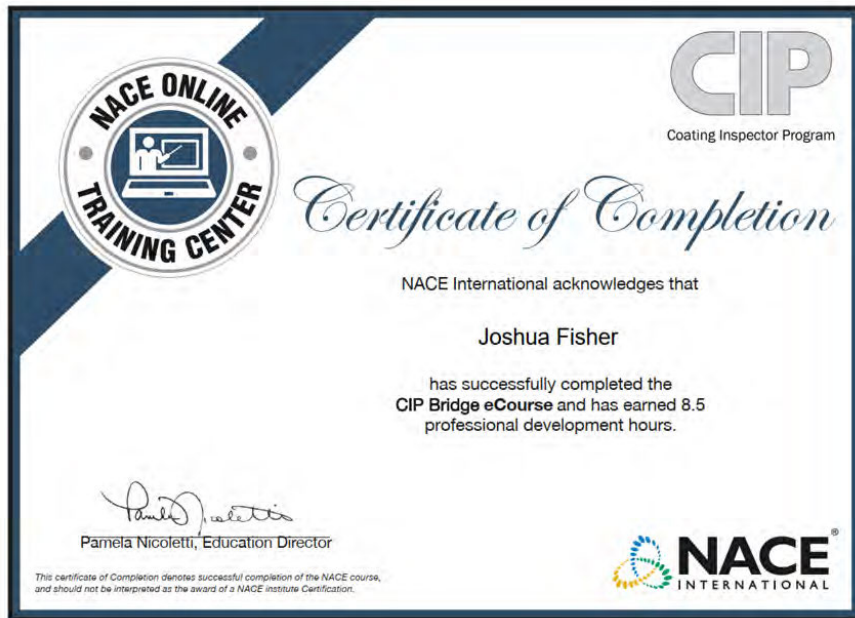 NACE ONLINE
TRAINING CENTER
CIP
Coating Inspector Program
Certificate of Completion
NACE International acknowledges that
Joshua Fisher
has successfully completed the
CIP Bridge eCourse and has earned 8.5
professional development hours.
Pamela Nicoletti
Pamela Nicoletti, Education Director
This certificate of Completion denotes successful completion of the NACE course,
and should not be interpreted as the award of a NACE institute Certification.
NACE®
INTERNATIONAL